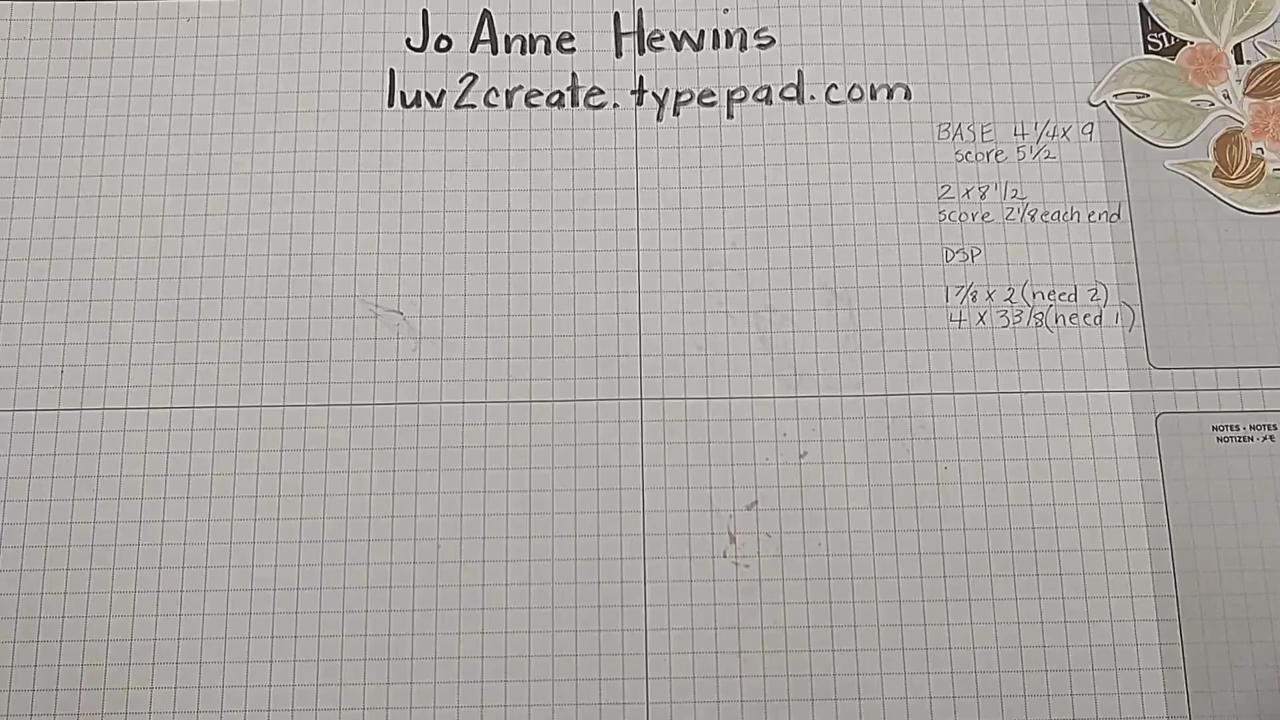 Jo Anne Hewins
luv2create.typepad.com
BASE 4 1/4 x 9
score 5 1/2
2 x 8 1/2
score 2 1/8 each end
DSP
1 7/8 x 2 (need 2)
4 x 3 3/8 (need 1)
NOTES • NOTES
NOTIZEN •